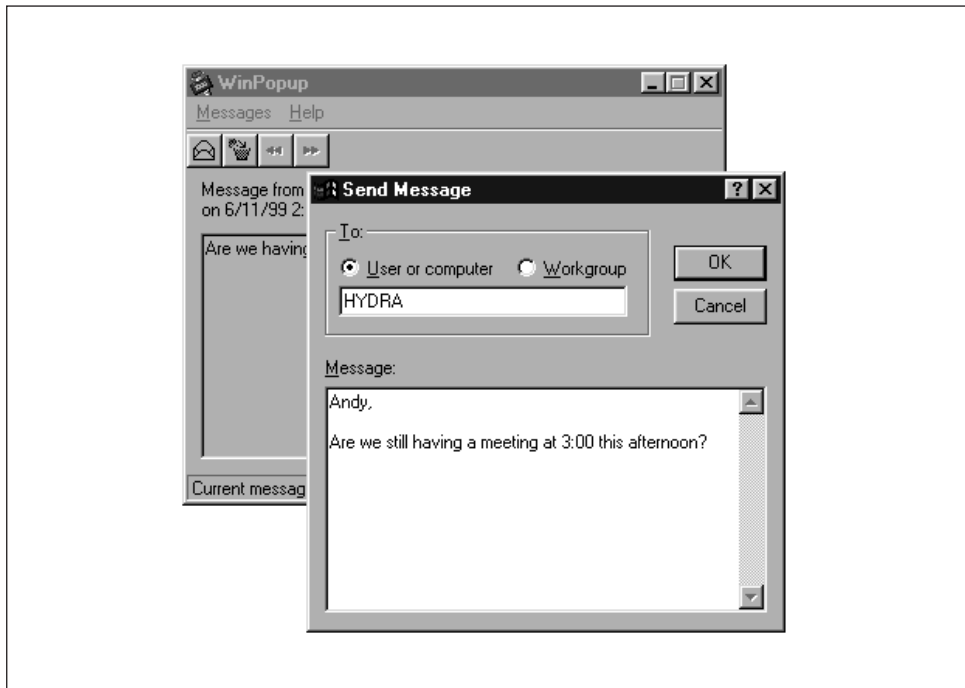 WinPopup
Messages Help
Message from
on 6/11/99 2:
Are we having
Current messag
Send Message
To:
User or computer Workgroup
HYDRA
OK
Cancel
Message:
Andy,
Are we still having a meeting at 3:00 this afternoon?